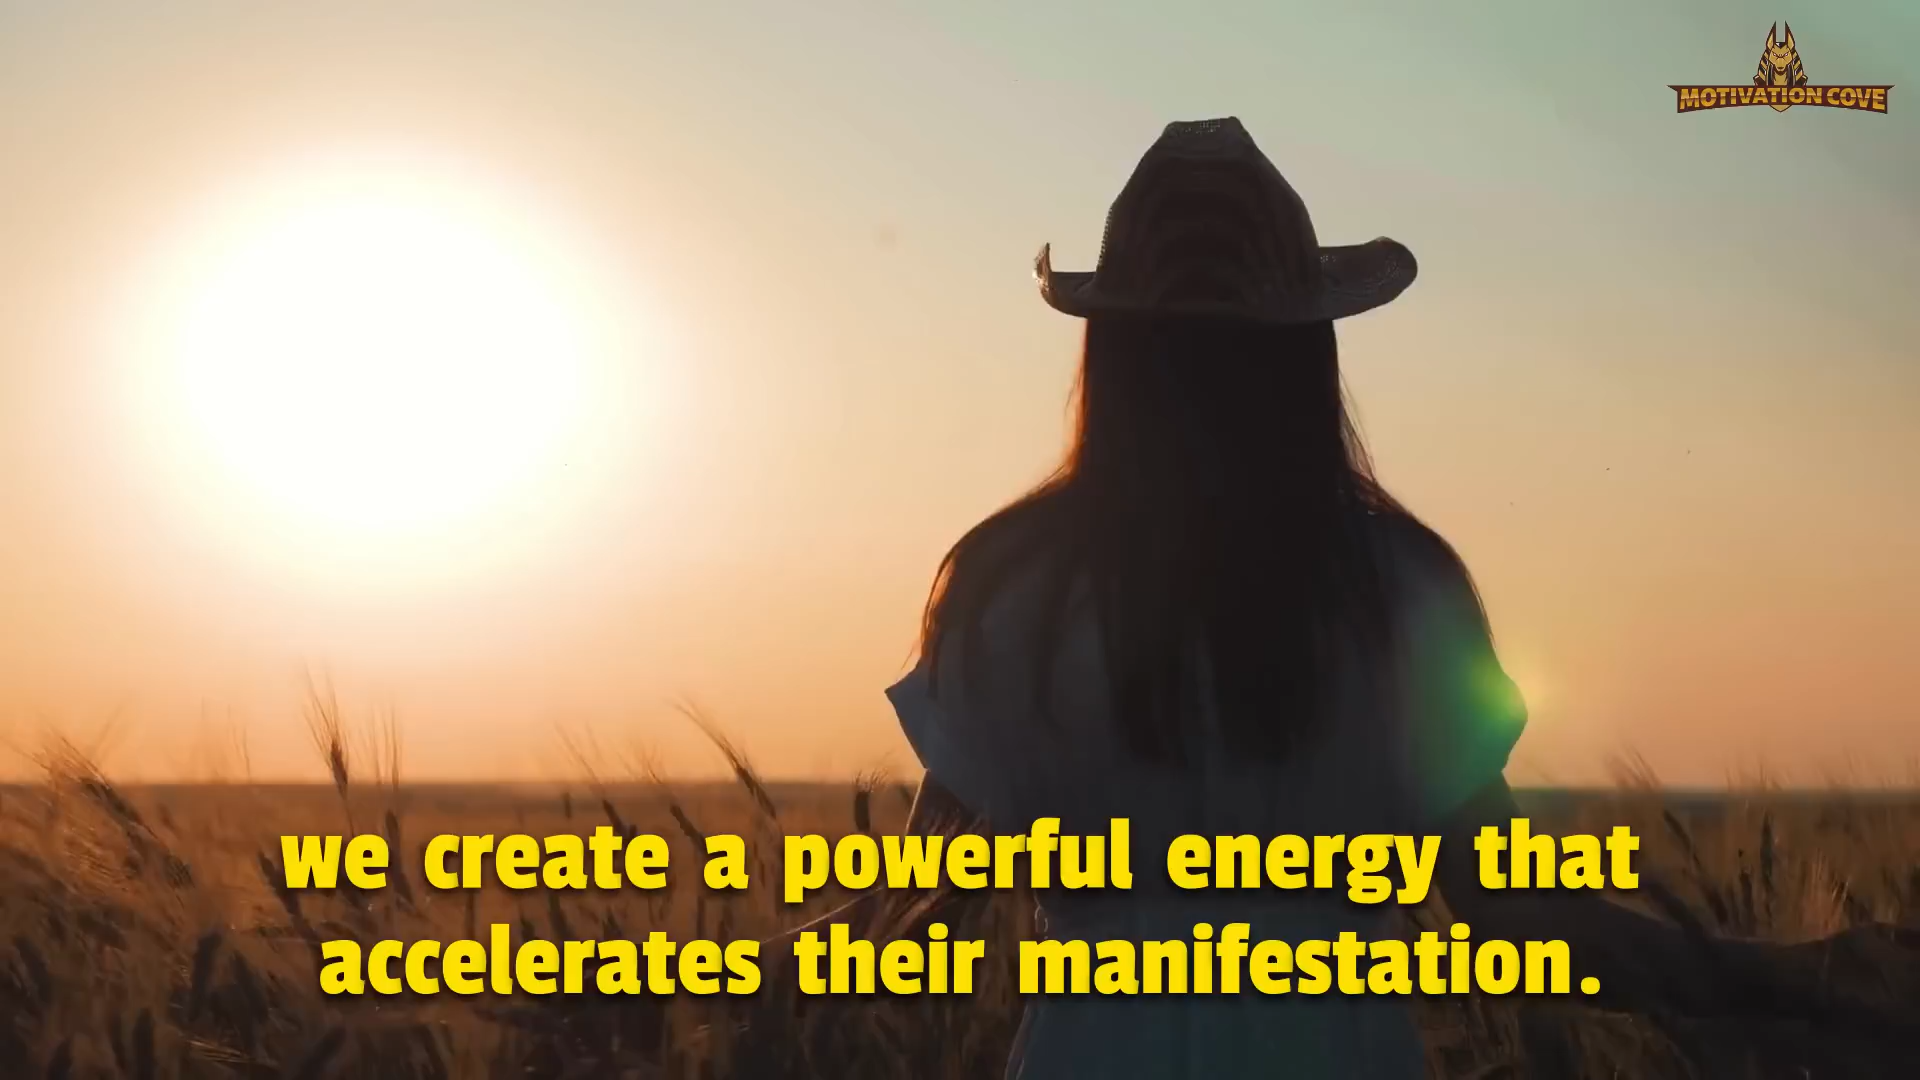 MOTIVATION COVE
we create a powerful energy that
accelerates their manifestation.